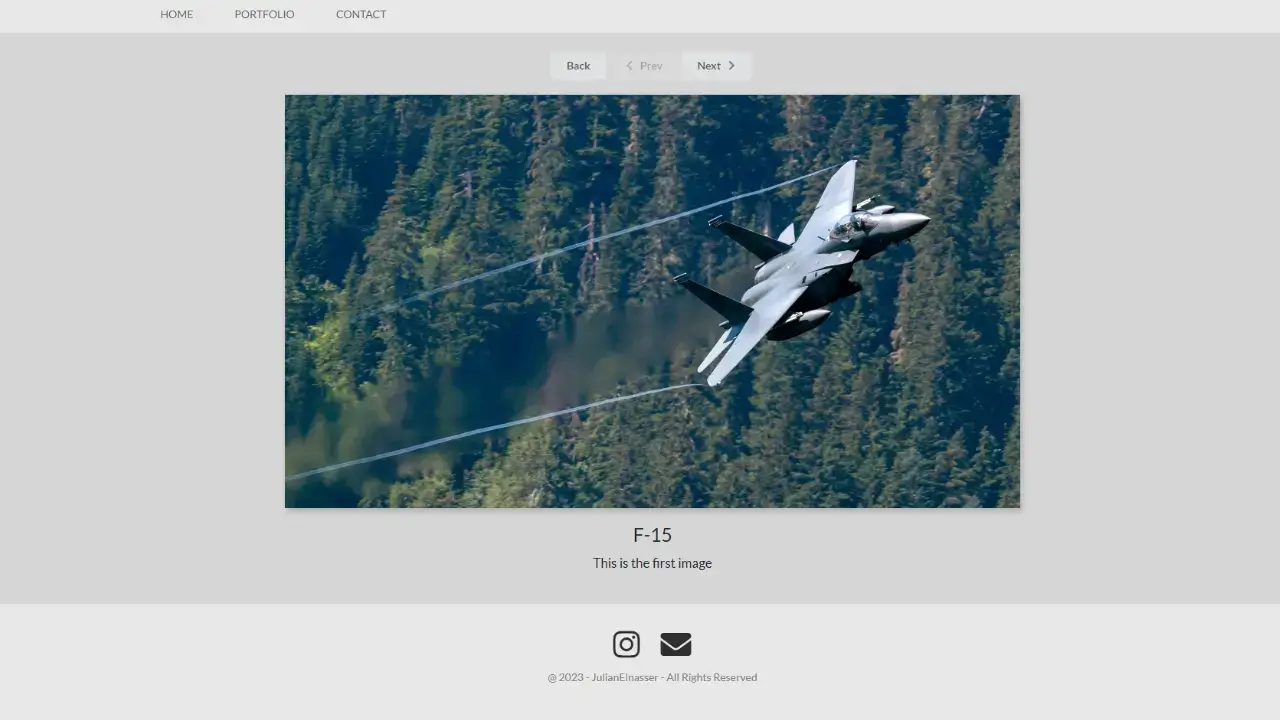 HOME PORTFOLIO CONTACT
Back Prev Next
F-15
This is the first image
@ 2023 - JulianElnasser - All Rights Reserved